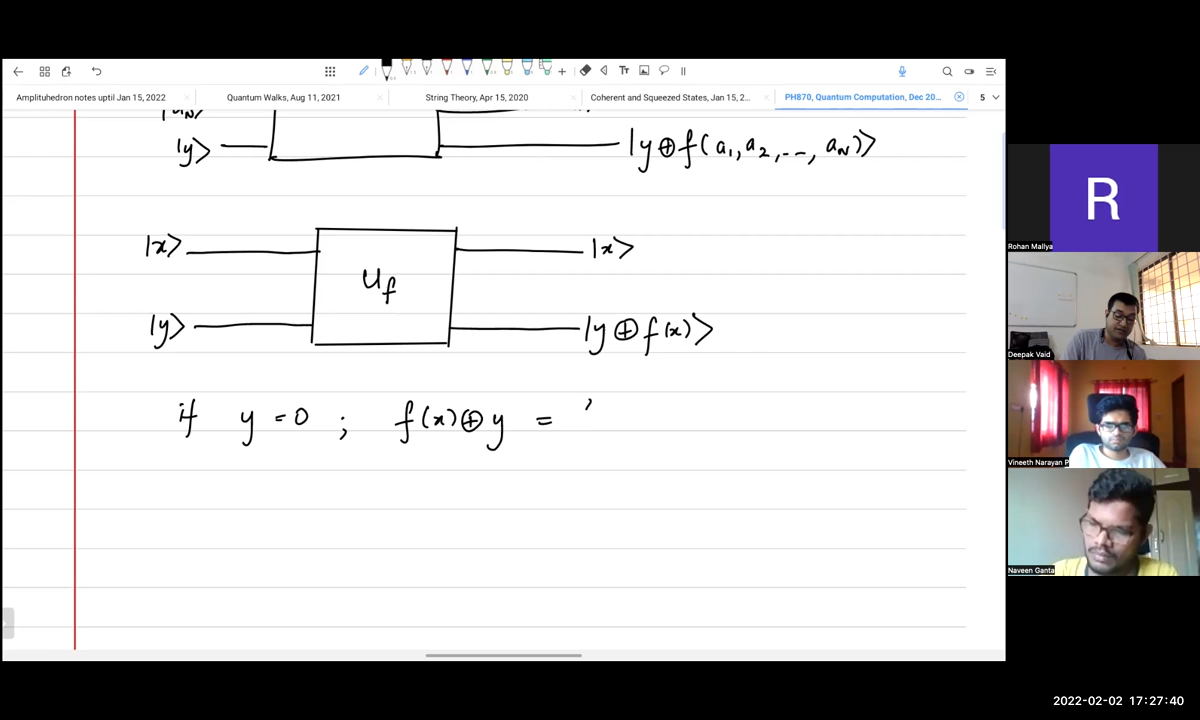 Tt
Amplituhedron notes uptil Jan 15, 2022
Quantum Walks, Aug 11, 2021
String Theory, Apr 15, 2020
Coherent and Squeezed States, Jan 15, 2...
PH870, Quantum Computation, Dec 20...
5
|a_N⟩
|y⟩
|y⊕f(a₁,a₂,--,a_N)⟩
|x⟩
U_f
|x⟩
|y⟩
|y⊕f(x)⟩
if y = 0 ; f(x)⊕y =
R
Rohan Mallya
Deepak Vaid
Vineeth Narayan P
Naveen Ganta
2022-02-02 17:27:40